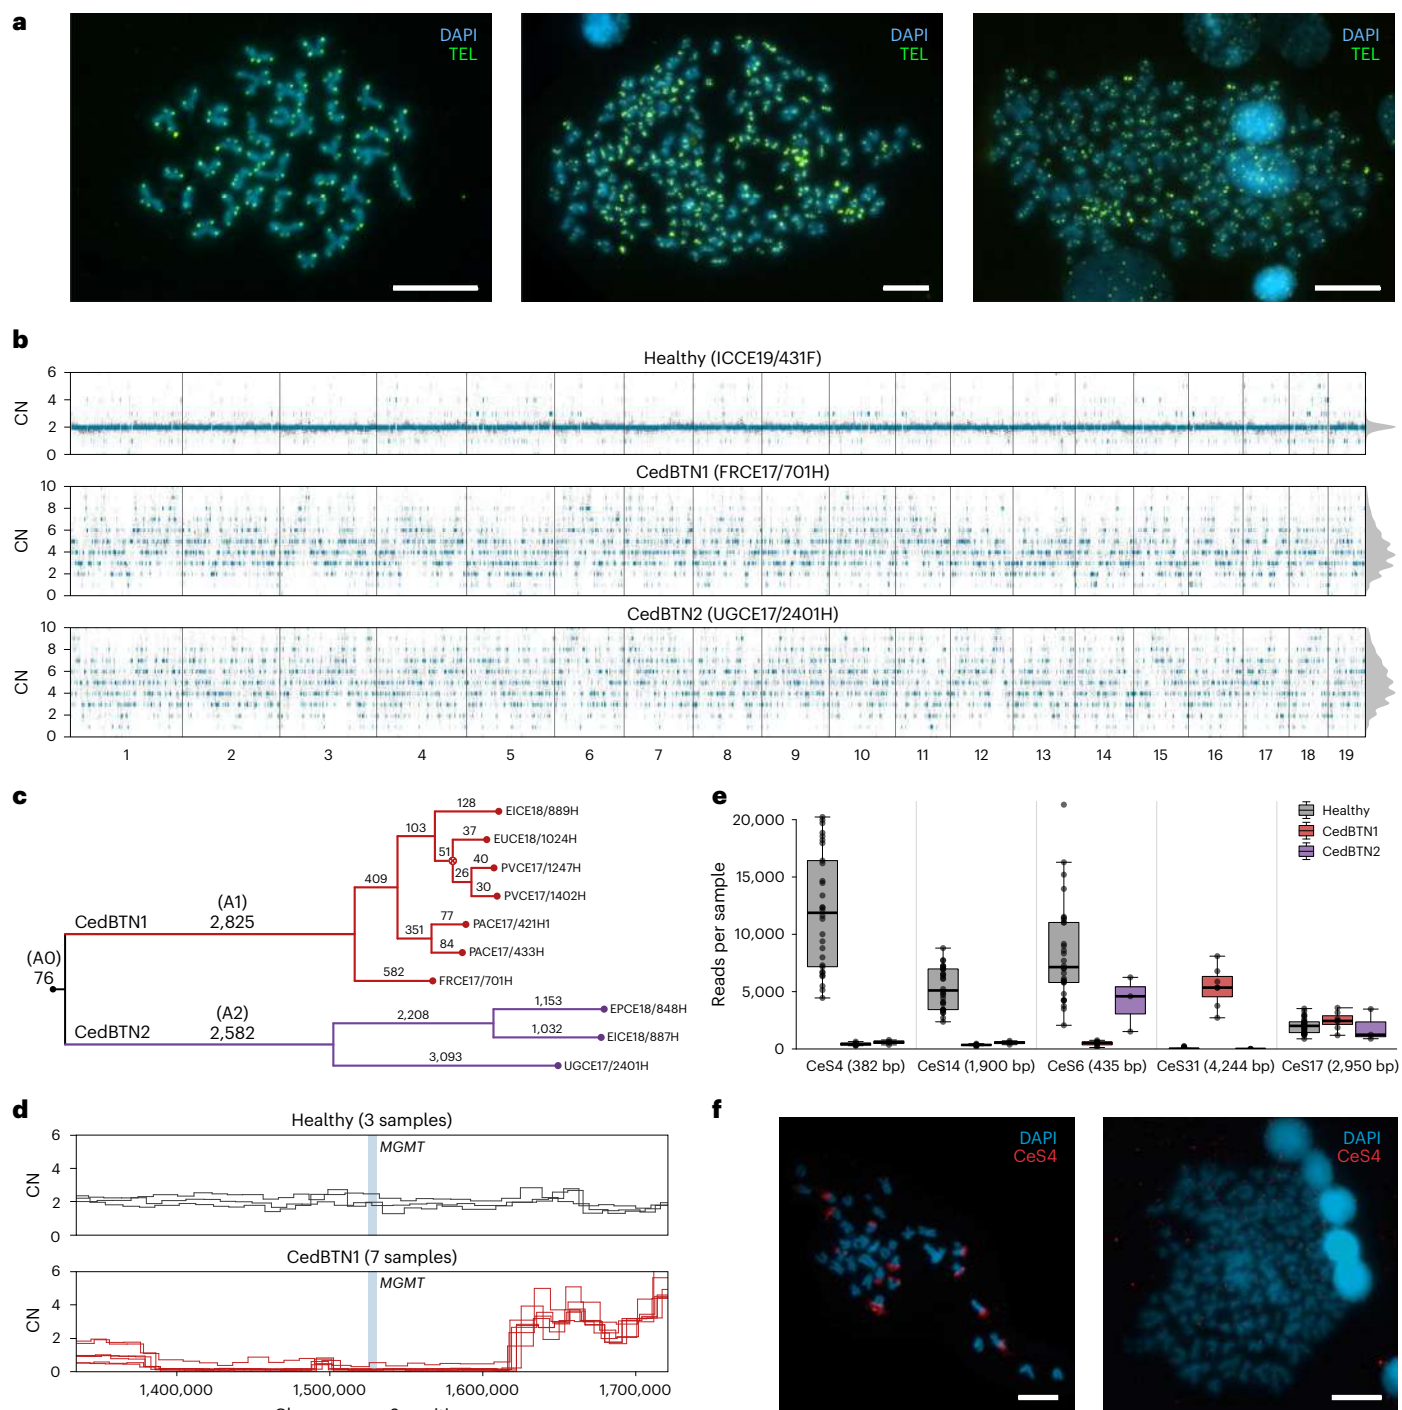 a
DAPI
TEL
DAPI
TEL
DAPI
TEL
b
Healthy (ICCE19/431F)
CN
6
4
2
0
CedBTN1 (FRCE17/701H)
CN
10
8
6
4
2
0
CedBTN2 (UGCE17/2401H)
CN
10
8
6
4
2
0
1 2 3 4 5 6 7 8 9 10 11 12 13 14 15 16 17 18 19
c
(A0)
76
CedBTN1
(A1)
2,825
409
103
128
EICE18/889H
51
37
EUCE18/1024H
26
40
PVCE17/1247H
30
PVCE17/1402H
351
77
PACE17/421H1
84
PACE17/433H
582
FRCE17/701H
CedBTN2
(A2)
2,582
2,208
1,153
EPCE18/848H
1,032
EICE18/887H
3,093
UGCE17/2401H
d
Healthy (3 samples)
CN
6
4
2
0
MGMT
CedBTN1 (7 samples)
CN
6
4
2
0
MGMT
1,400,000 1,500,000 1,600,000 1,700,000
e
Reads per sample
20,000
15,000
10,000
5,000
0
Healthy
CedBTN1
CedBTN2
CeS4 (382 bp) CeS14 (1,900 bp) CeS6 (435 bp) CeS31 (4,244 bp) CeS17 (2,950 bp)
f
DAPI
CeS4
DAPI
CeS4